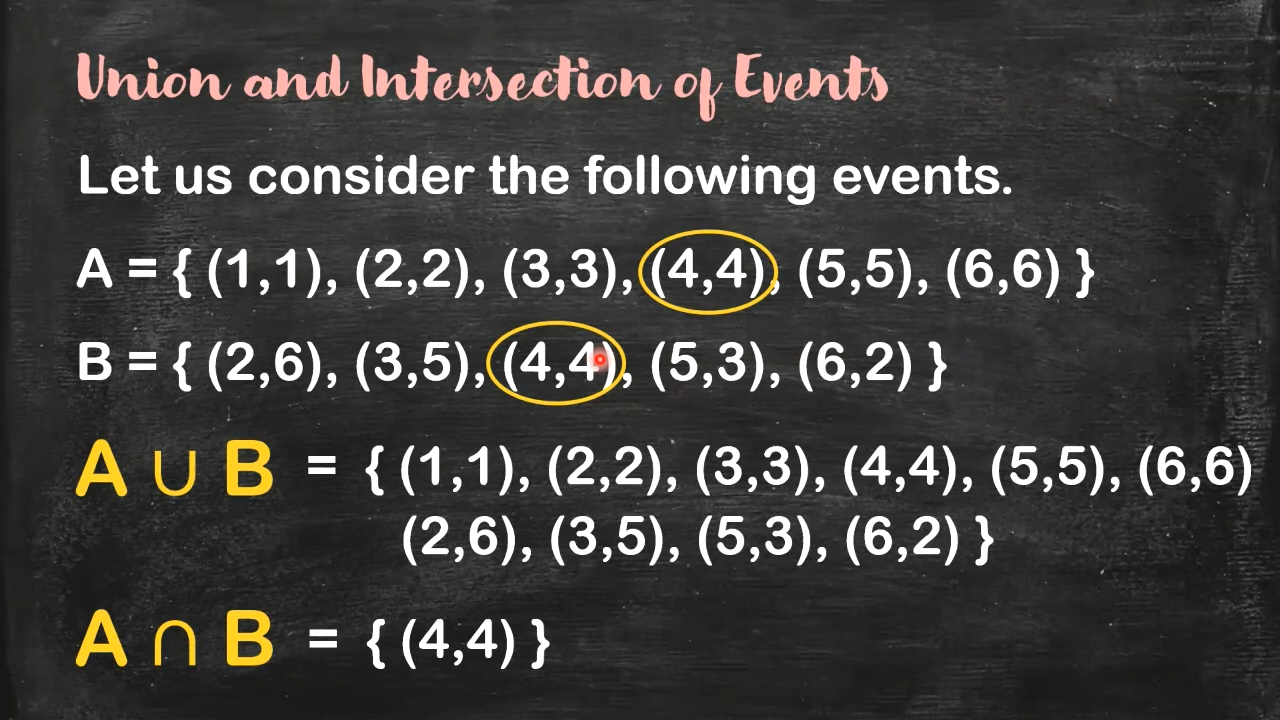 Union and Intersection of Events
Let us consider the following events.
A = { (1,1), (2,2), (3,3), (4,4), (5,5), (6,6) }
B = { (2,6), (3,5), (4,4), (5,3), (6,2) }
A ∪ B = { (1,1), (2,2), (3,3), (4,4), (5,5), (6,6)
(2,6), (3,5), (5,3), (6,2) }
A ∩ B = { (4,4) }